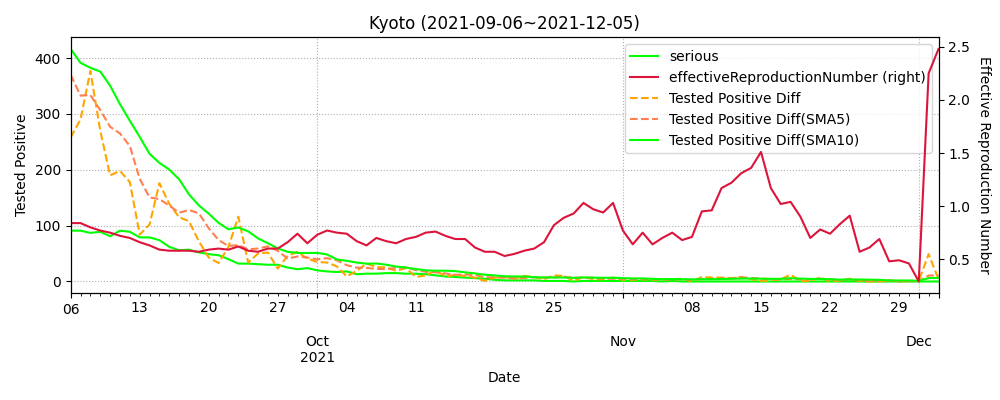 Kyoto (2021-09-06~2021-12-05)
serious
effectiveReproductionNumber (right)
Tested Positive Diff
Tested Positive Diff(SMA5)
Tested Positive Diff(SMA10)
Tested Positive
400
300
200
100
0
2.5
2.0
1.5
1.0
0.5
Effective Reproduction Number
06 13 20 27 04 11 18 25 08 15 22 29
Oct Nov Dec
2021
Date